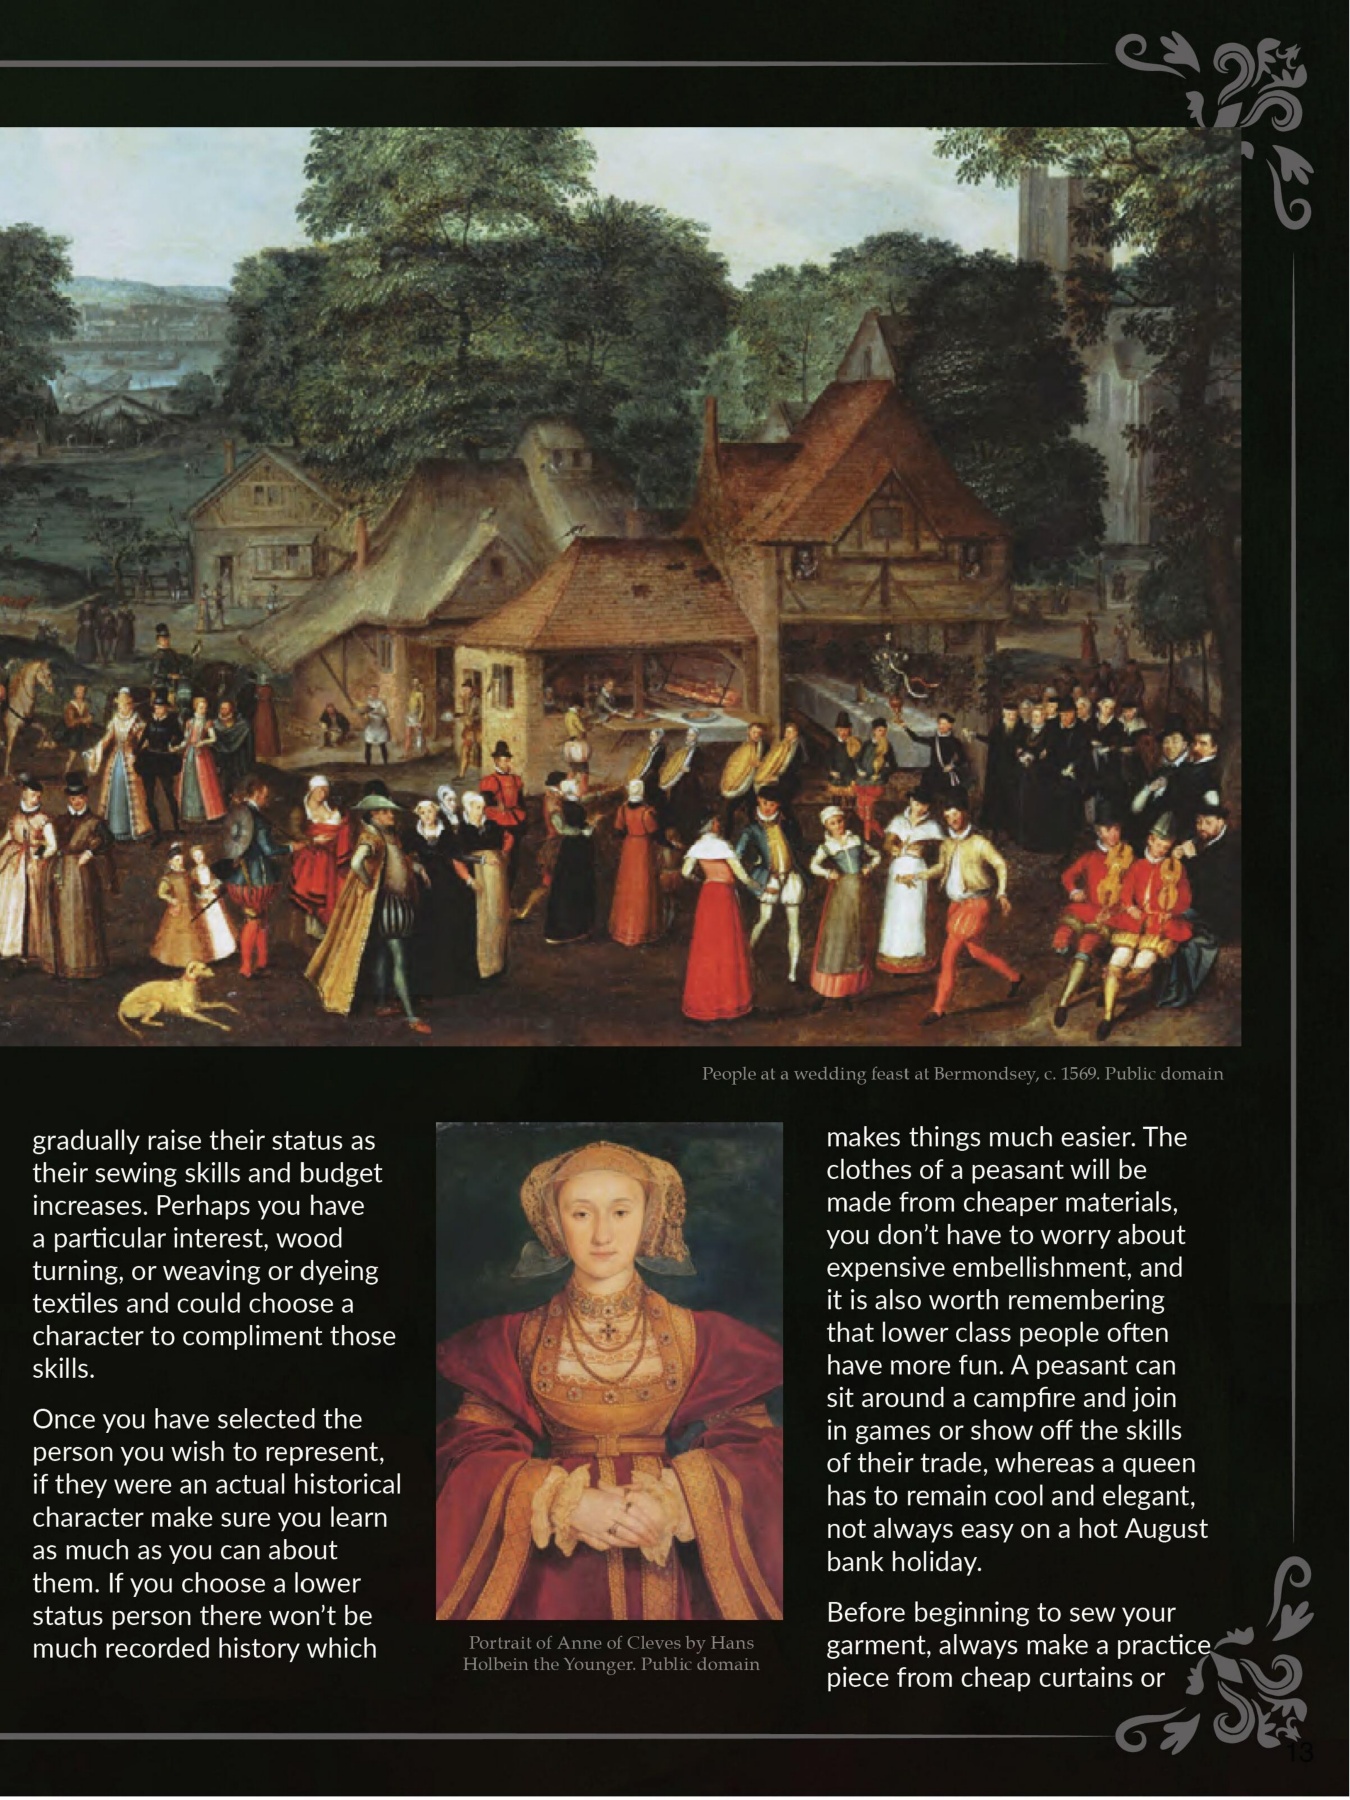 People at a wedding feast at Bermondsey, c. 1569. Public domain
gradually raise their status as
their sewing skills and budget
increases. Perhaps you have
a particular interest, wood
turning, or weaving or dyeing
textiles and could choose a
character to compliment those
skills.
Once you have selected the
person you wish to represent,
if they were an actual historical
character make sure you learn
as much as you can about
them. If you choose a lower
status person there won’t be
much recorded history which
Portrait of Anne of Cleves by Hans
Holbein the Younger. Public domain
makes things much easier. The
clothes of a peasant will be
made from cheaper materials,
you don’t have to worry about
expensive embellishment, and
it is also worth remembering
that lower class people often
have more fun. A peasant can
sit around a campfire and join
in games or show off the skills
of their trade, whereas a queen
has to remain cool and elegant,
not always easy on a hot August
bank holiday.
Before beginning to sew your
garment, always make a practice
piece from cheap curtains or
13